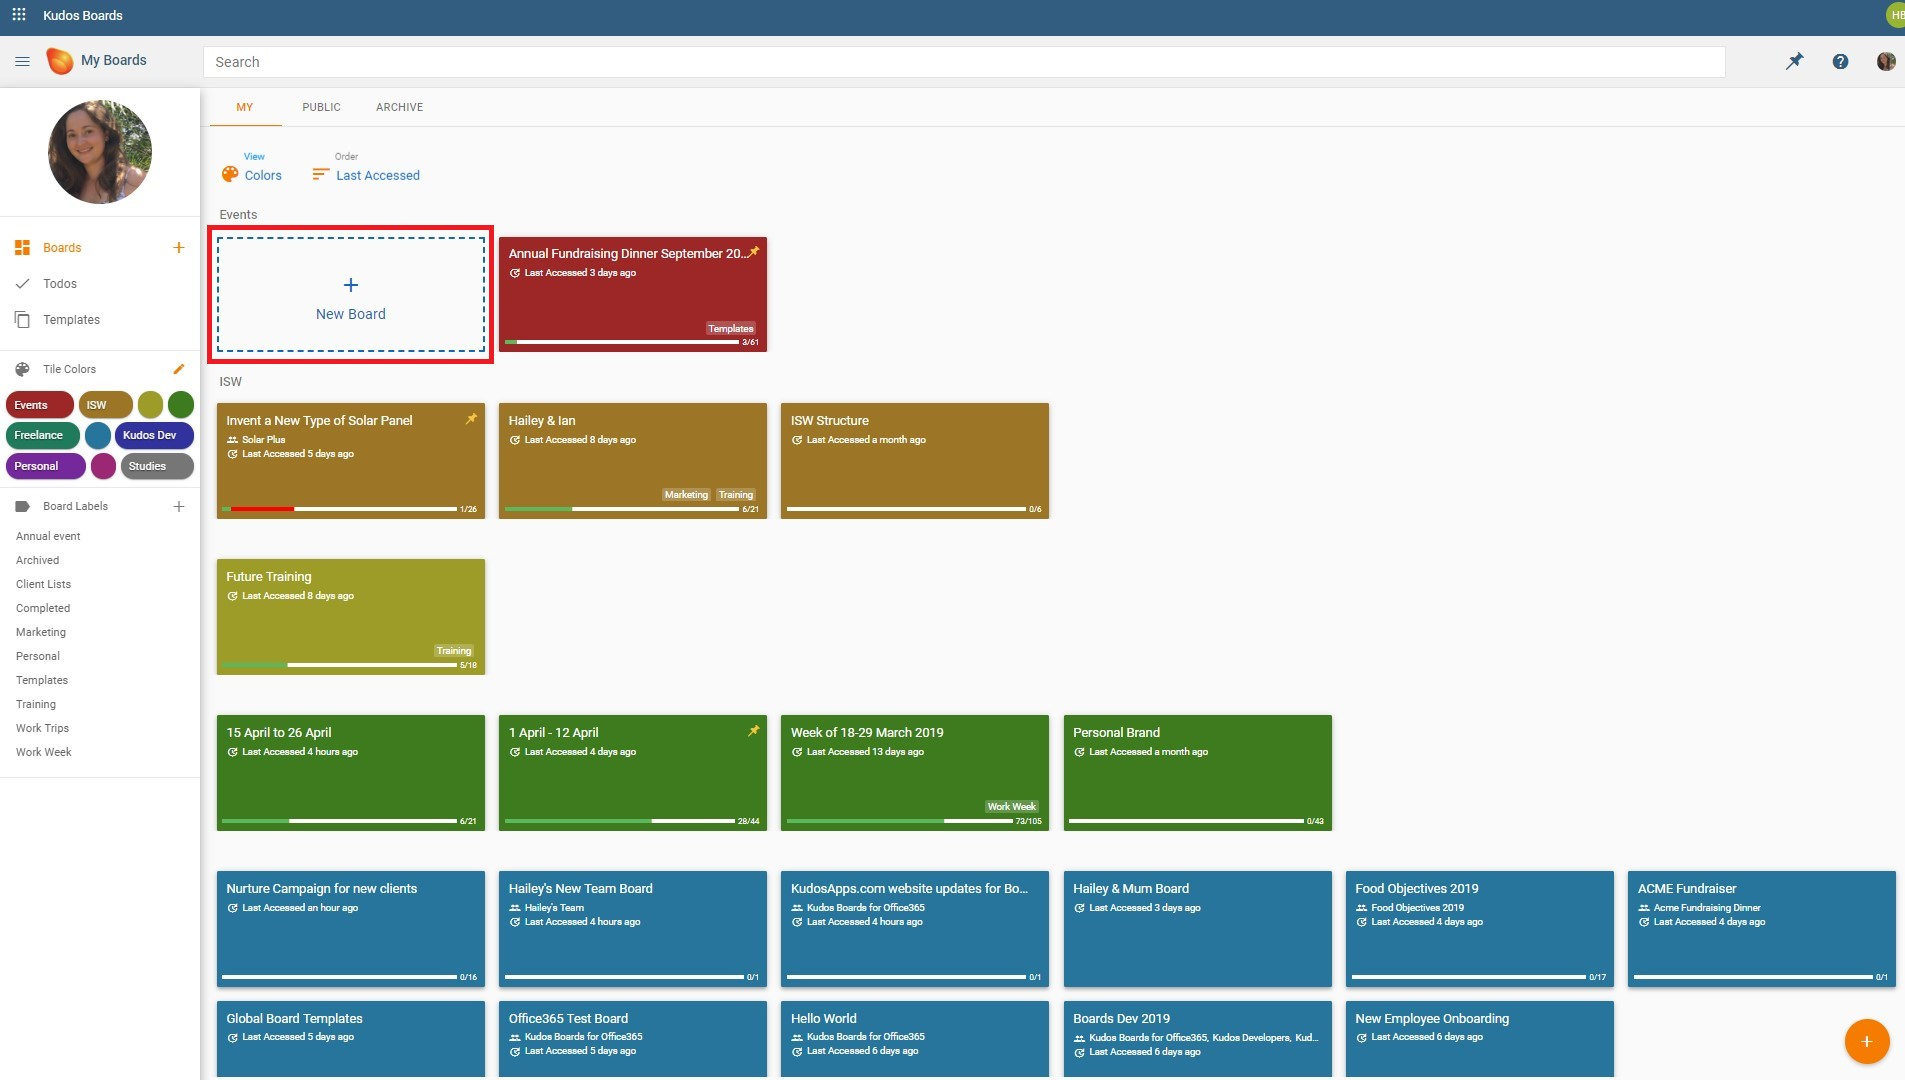 Kudos Boards
HB
My Boards
Search
MY PUBLIC ARCHIVE
View
Colors
Order
Last Accessed
Boards
Todos
Templates
Tile Colors
Events ISW
Freelance Kudos Dev
Personal Studies
Board Labels
Annual event
Archived
Client Lists
Completed
Marketing
Personal
Templates
Training
Work Trips
Work Week
Events
New Board
Annual Fundraising Dinner September 20...
Last Accessed 3 days ago
Templates
3/61
ISW
Invent a New Type of Solar Panel
Solar Plus
Last Accessed 5 days ago
1/26
Hailey & Ian
Last Accessed 8 days ago
Marketing Training
6/21
ISW Structure
Last Accessed a month ago
0/6
Future Training
Last Accessed 8 days ago
Training
5/18
15 April to 26 April
Last Accessed 4 hours ago
6/21
1 April - 12 April
Last Accessed 4 days ago
28/44
Week of 18-29 March 2019
Last Accessed 13 days ago
Work Week
73/105
Personal Brand
Last Accessed a month ago
0/43
Nurture Campaign for new clients
Last Accessed an hour ago
0/16
Hailey's New Team Board
Hailey's Team
Last Accessed 4 hours ago
0/1
KudosApps.com website updates for Bo...
Kudos Boards for Office365
Last Accessed 4 hours ago
0/1
Hailey & Mum Board
Last Accessed 3 days ago
Food Objectives 2019
Food Objectives 2019
Last Accessed 4 days ago
0/17
ACME Fundraiser
Acme Fundraising Dinner
Last Accessed 4 days ago
0/1
Global Board Templates
Last Accessed 5 days ago
Office365 Test Board
Kudos Boards for Office365
Last Accessed 5 days ago
Hello World
Kudos Boards for Office365
Last Accessed 6 days ago
Boards Dev 2019
Kudos Boards for Office365, Kudos Developers, Kud...
Last Accessed 6 days ago
New Employee Onboarding
Last Accessed 6 days ago